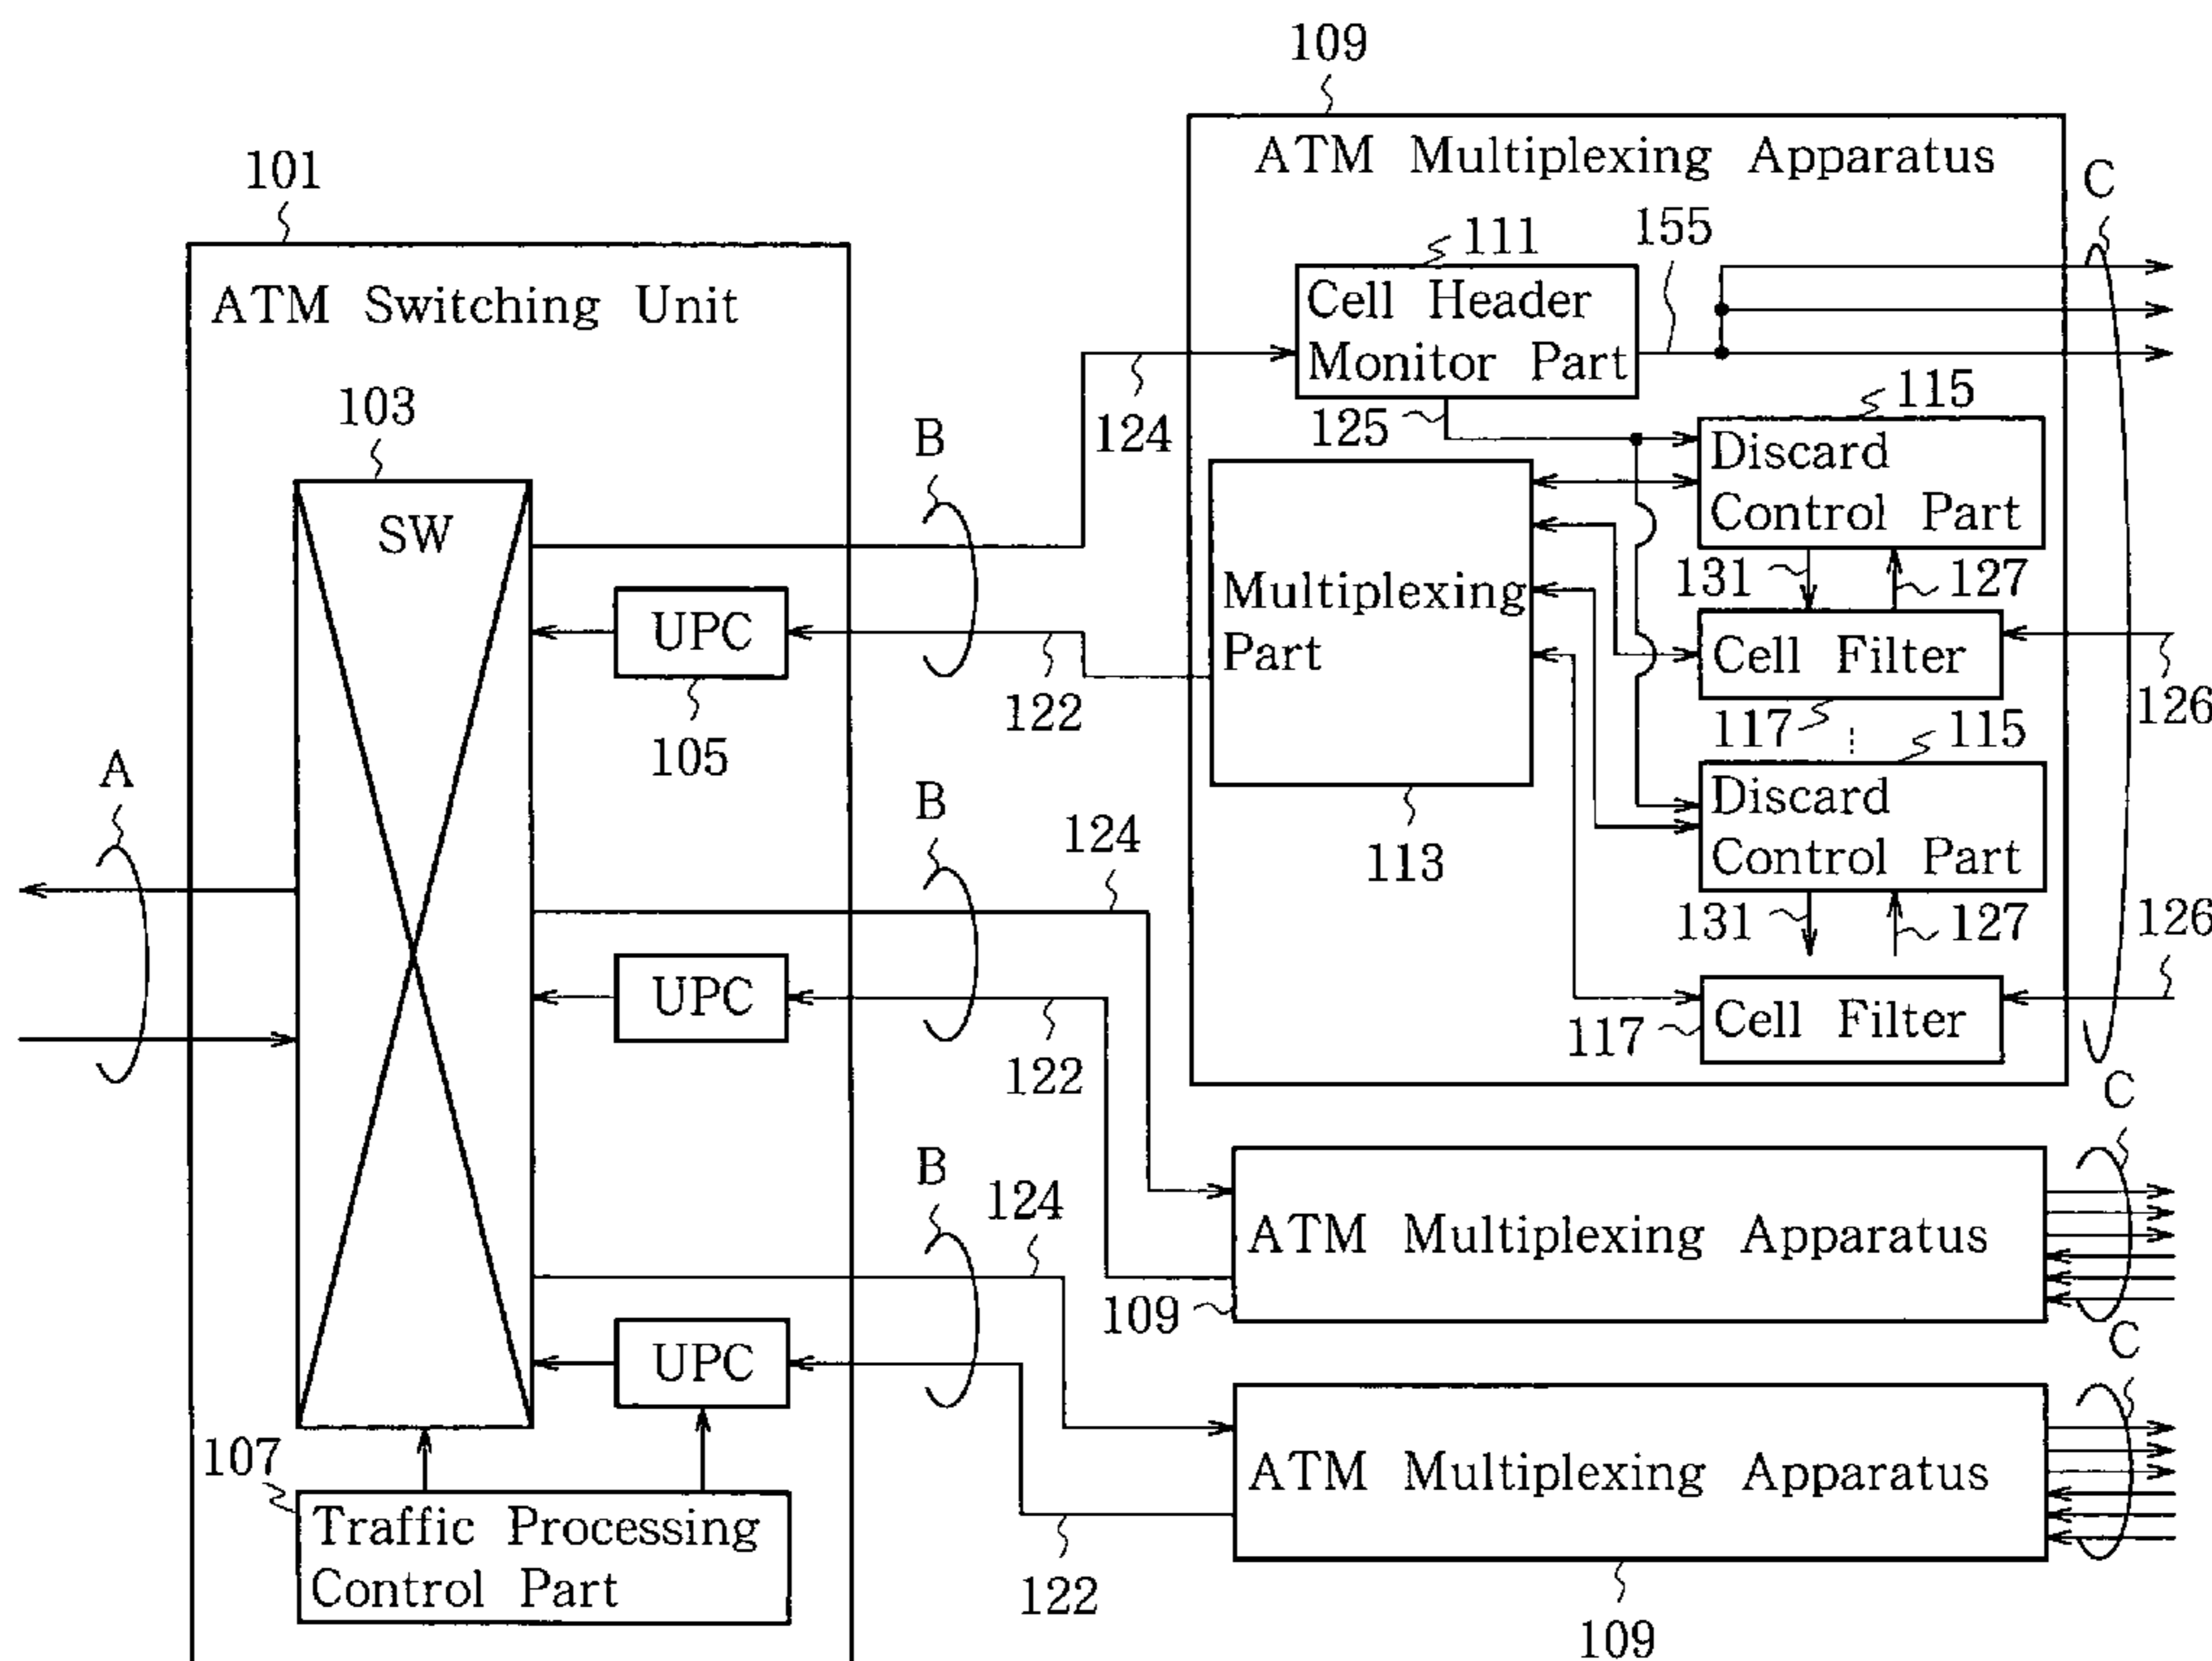 109
ATM Multiplexing Apparatus
C
101
111
155
ATM Switching Unit
Cell Header
Monitor Part
103
B
124
125
115
Discard
Control Part
SW
Multiplexing
Part
131
127
UPC
Cell Filter
126
105
122
117
115
A
B
124
113
Discard
Control Part
131
127
126
UPC
122
117
Cell Filter
C
B
124
ATM Multiplexing Apparatus
109
C
UPC
107
Traffic Processing
Control Part
122
ATM Multiplexing Apparatus
109